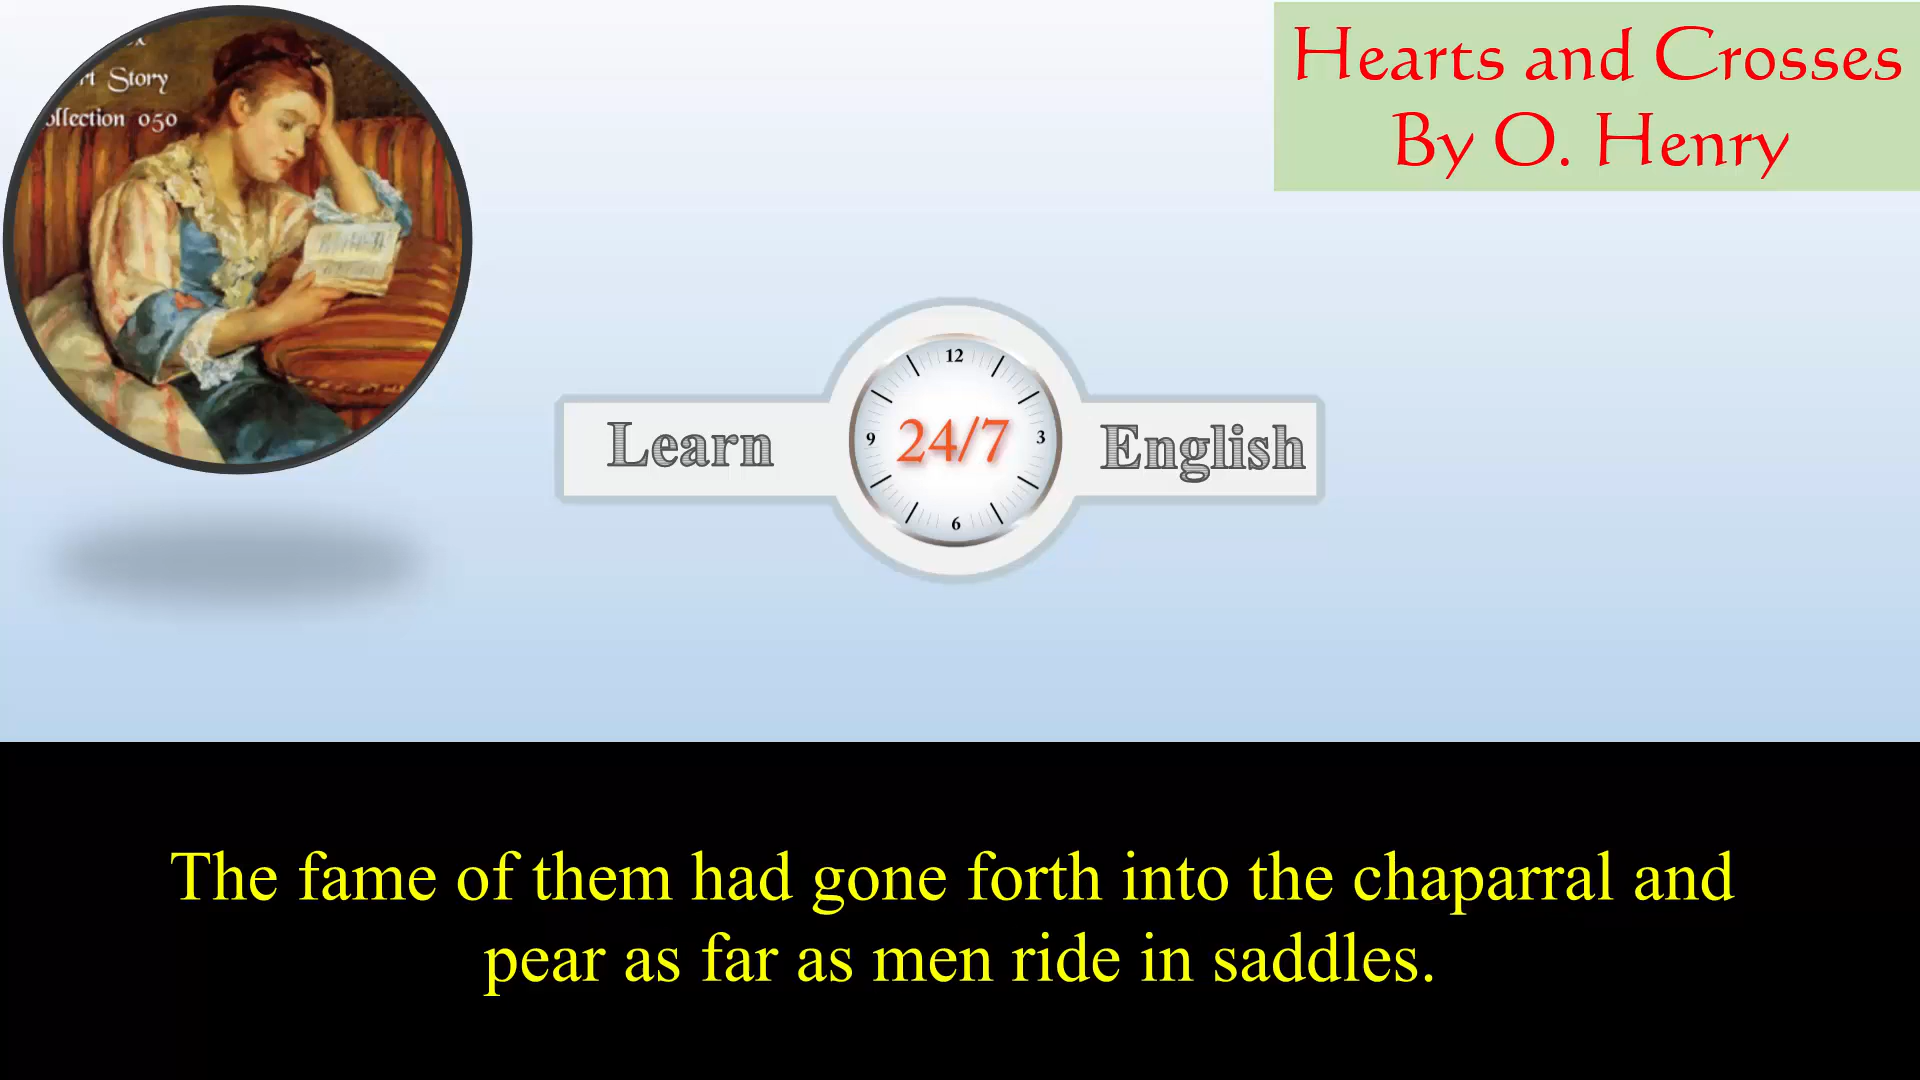 rt Story
ollection 050
Hearts and Crosses
By O. Henry
Learn 24/7 English
12
9
3
6
The fame of them had gone forth into the chaparral and
pear as far as men ride in saddles.